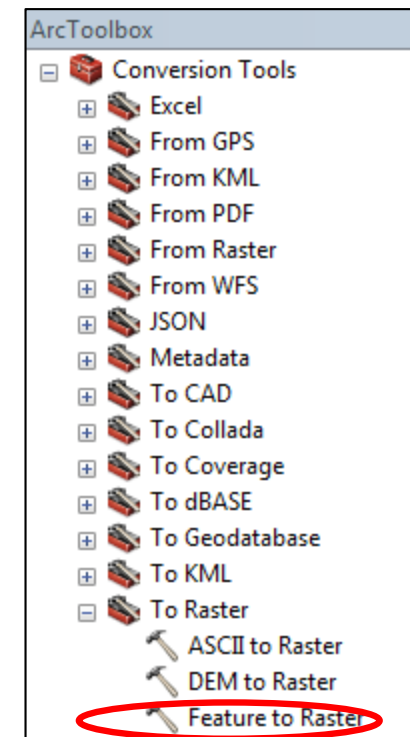 ArcToolbox
Conversion Tools
Excel
From GPS
From KML
From PDF
From Raster
From WFS
JSON
Metadata
To CAD
To Collada
To Coverage
To dBASE
To Geodatabase
To KML
To Raster
ASCII to Raster
DEM to Raster
Feature to Raster